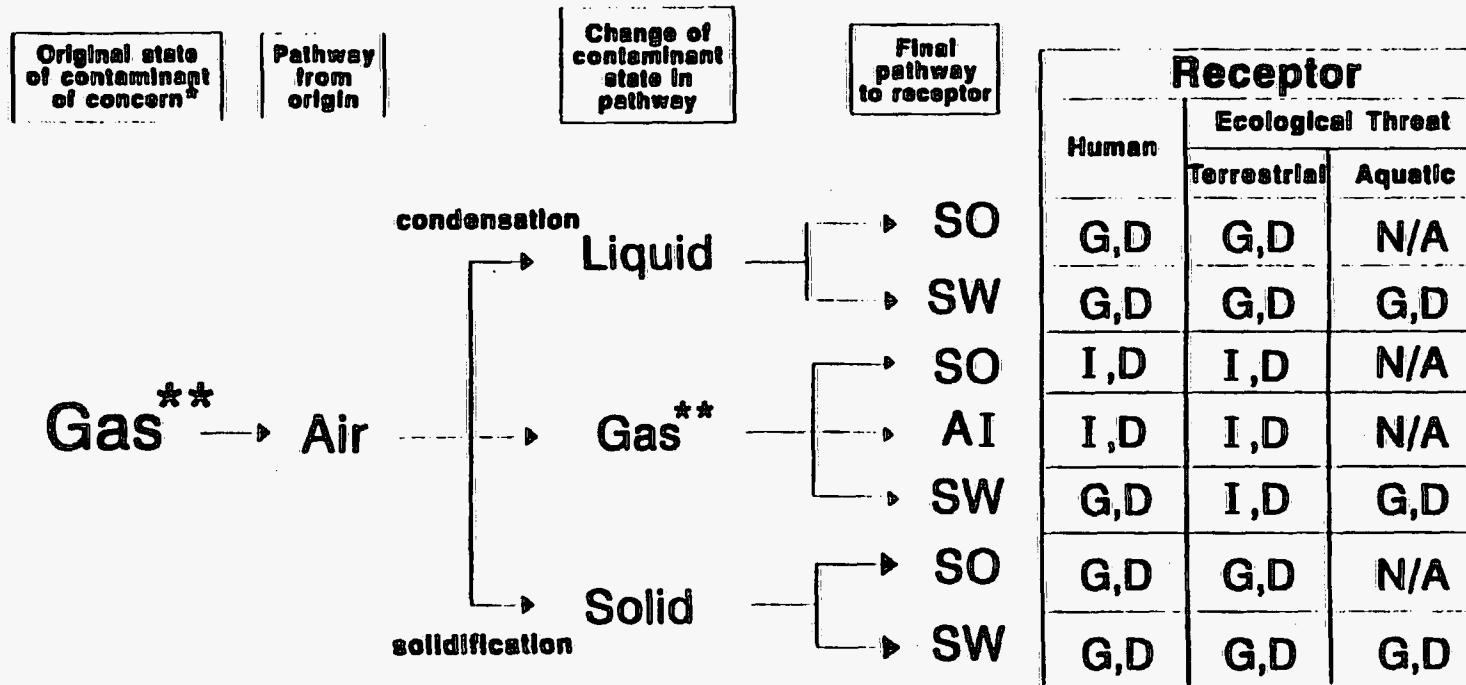 Original state
of contaminant
of concern*
Pathway
from
origin
Change of
contaminant
state in
pathway
Final
pathway
to receptor
Receptor
Human
Ecological Threat
Terrestrial
Aquatic
Gas**
Air
condensation
Liquid
SO
G,D
G,D
N/A
SW
G,D
G,D
G,D
Gas**
SO
I,D
I,D
N/A
AI
I,D
I,D
N/A
SW
G,D
I,D
G,D
solidification
Solid
SO
G,D
G,D
N/A
SW
G,D
G,D
G,D